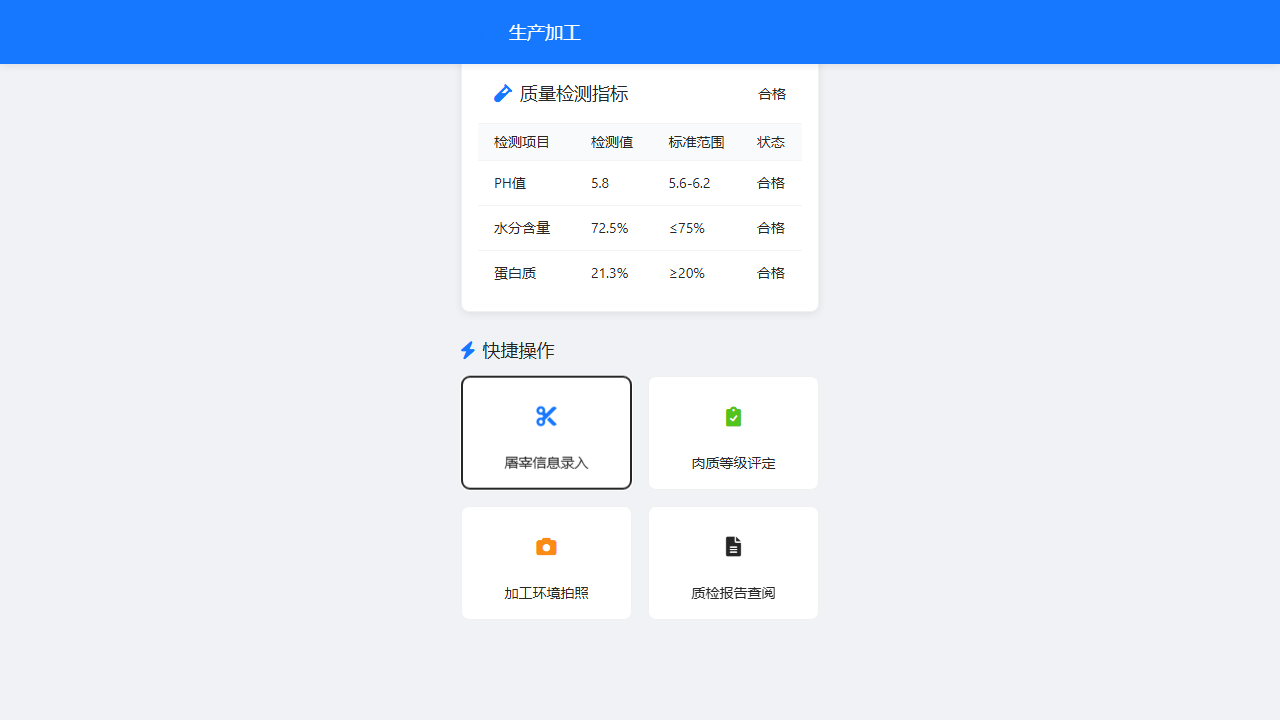 生产加工
质量检测指标 合格
检测项目 检测值 标准范围 状态
PH值 5.8 5.6-6.2 合格
水分含量 72.5% ≤75% 合格
蛋白质 21.3% ≥20% 合格
快捷操作
屠宰信息录入 肉质等级评定
加工环境拍照 质检报告查阅